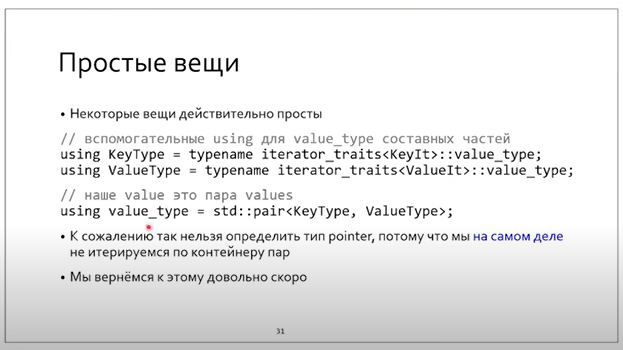 Простые вещи
• Некоторые вещи действительно просты
// вспомогательные using для value_type составных частей
using KeyType = typename iterator_traits<KeyIt>::value_type;
using ValueType = typename iterator_traits<ValueIt>::value_type;
// наше value это пара values
using value_type = std::pair<KeyType, ValueType>;
• К сожалению так нельзя определить тип pointer, потому что мы на самом деле
не итерируемся по контейнеру пар
• Мы вернёмся к этому довольно скоро
31